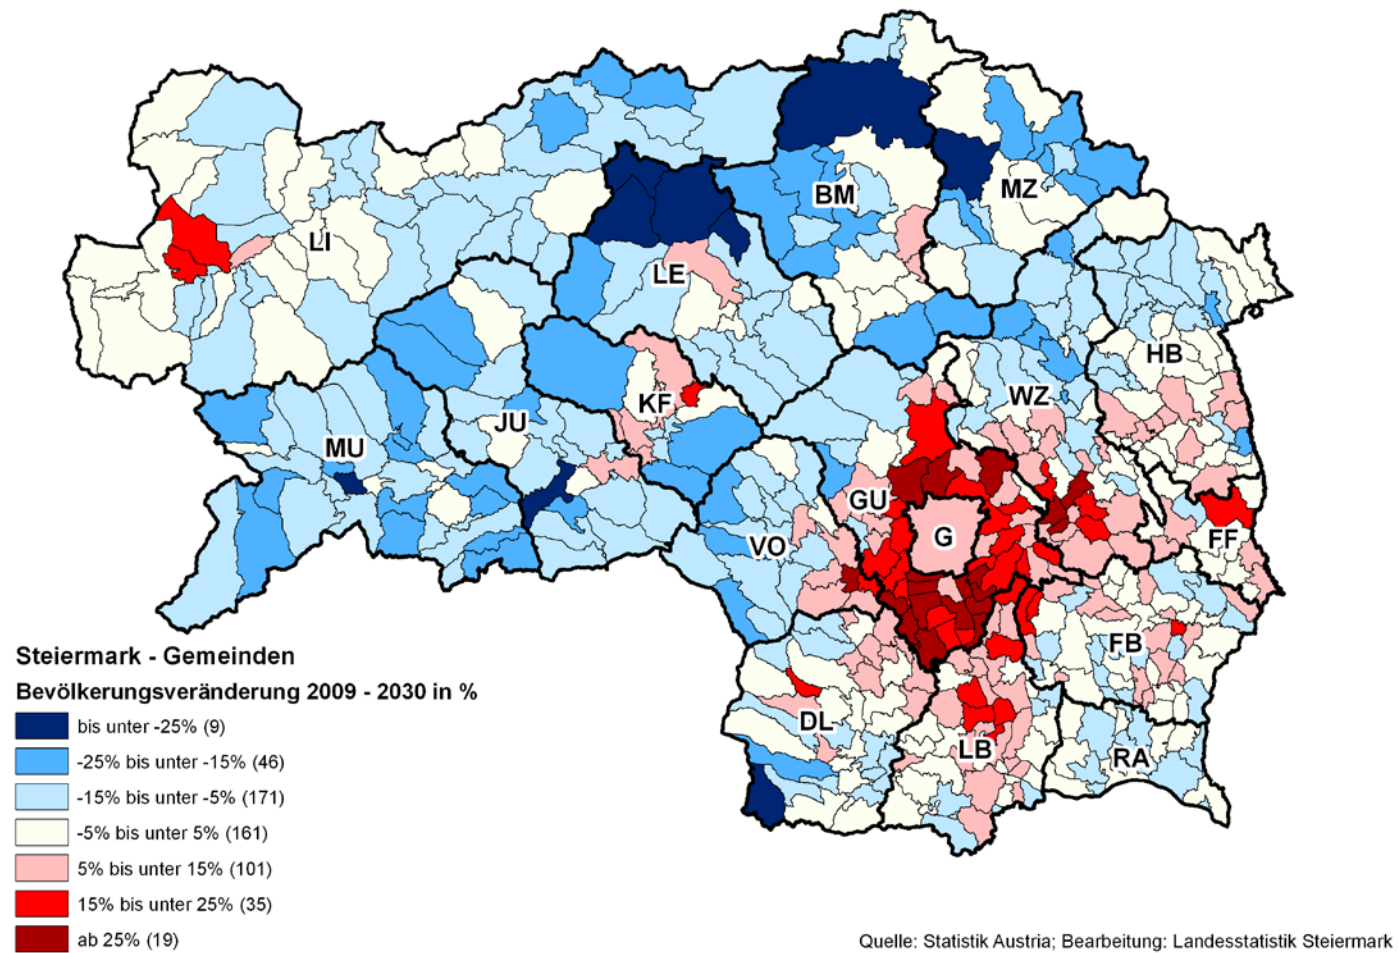 BM
MZ
LI
LE
HB
KF
WZ
JU
MU
GU
G
VO
FF
FB
DL
LB
RA
Steiermark - Gemeinden
Bevölkerungsveränderung 2009 - 2030 in %
bis unter -25% (9)
-25% bis unter -15% (46)
-15% bis unter -5% (171)
-5% bis unter 5% (161)
5% bis unter 15% (101)
15% bis unter 25% (35)
ab 25% (19)
Quelle: Statistik Austria; Bearbeitung: Landesstatistik Steiermark